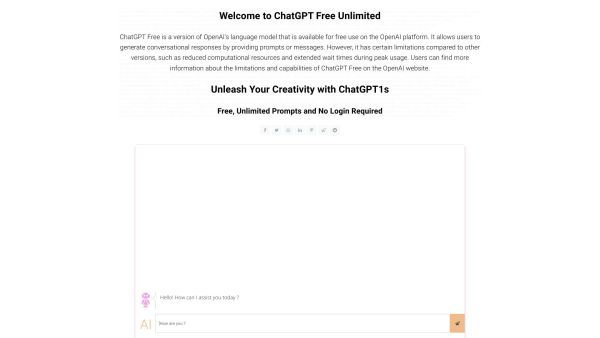 Welcome to ChatGPT Free Unlimited
ChatGPT Free is a version of OpenAI's language model that is available for free use on the OpenAI platform. It allows users to
generate conversational responses by providing prompts or messages. However, it has certain limitations compared to other
versions, such as reduced computational resources and extended wait times during peak usage. Users can find more
information about the limitations and capabilities of ChatGPT Free on the OpenAI website.
Unleash Your Creativity with ChatGPT1s
Free, Unlimited Prompts and No Login Required
Hello! How can I assist you today ?
AI
How are you ?